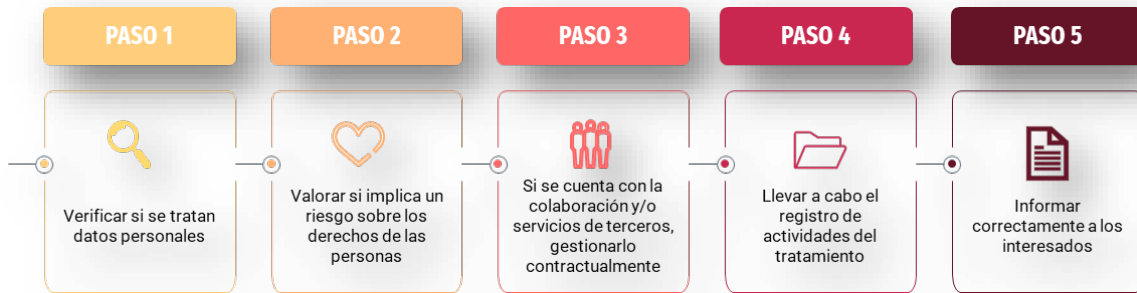 PASO 1
Verificar si se tratan
datos personales
PASO 2
Valorar si implica un
riesgo sobre los
derechos de las
personas
PASO 3
Si se cuenta con la
colaboración y/o
servicios de terceros,
gestionarlo
contractualmente
PASO 4
Llevar a cabo el
registro de
actividades del
tratamiento
PASO 5
Informar
correctamente a los
interesados